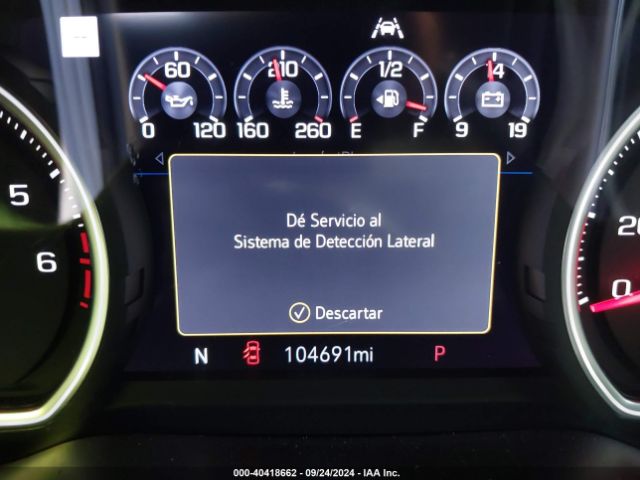 60
210
1/2
14
0 120
160 260
E F
9 19
Dé Servicio al
Sistema de Detección Lateral
Descartar
5
6
20
0
N 104691mi P
000-40418662 - 09/24/2024 - IAA Inc.